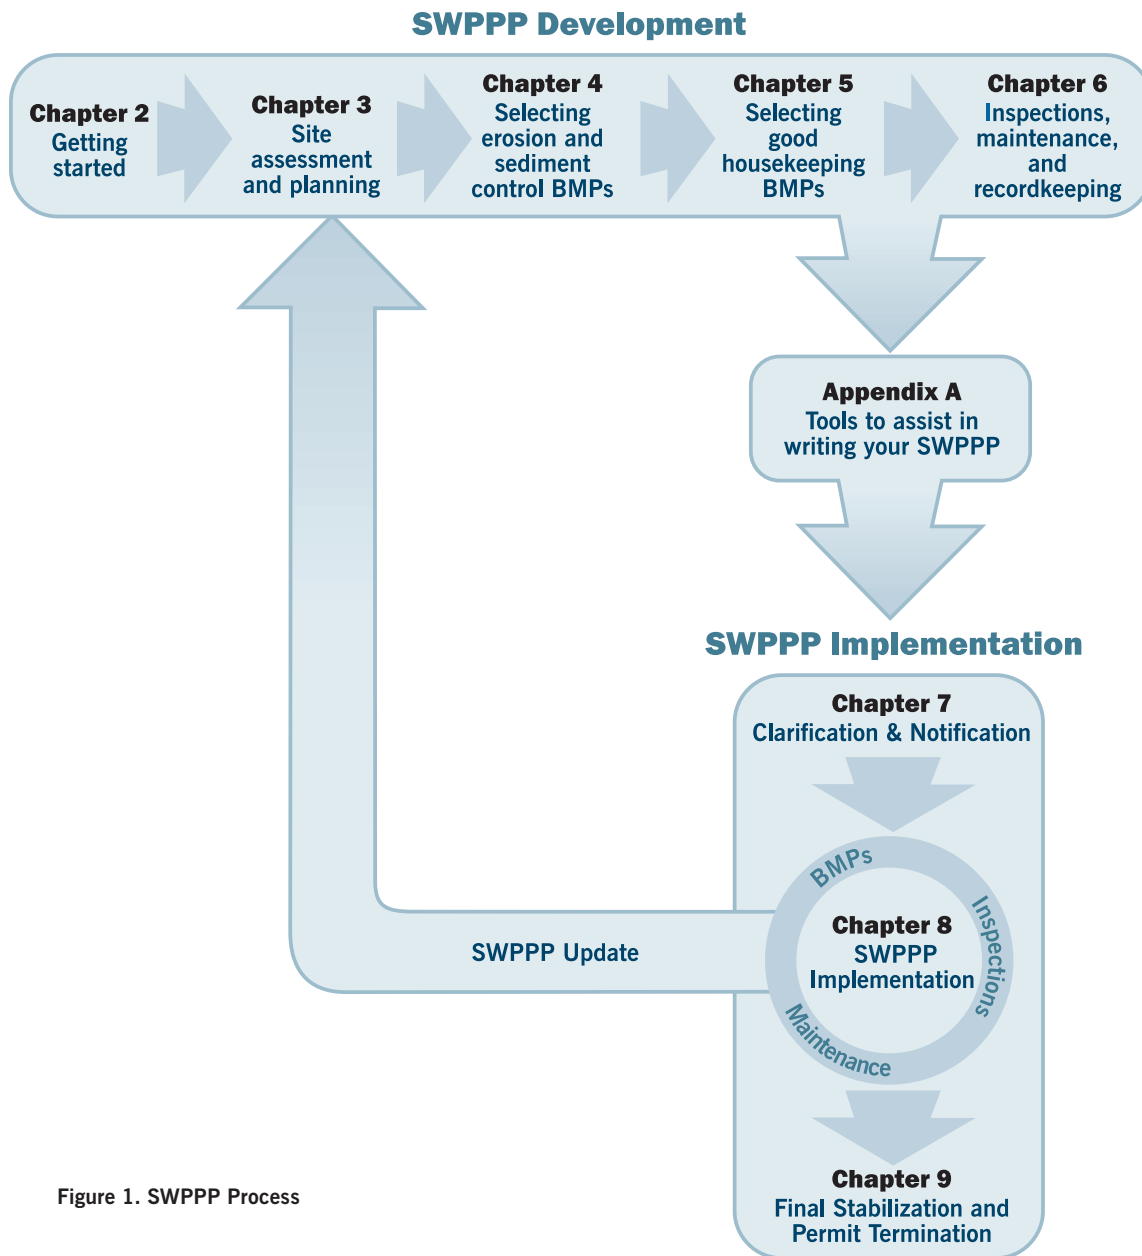 SWPPP Development
Chapter 2
Getting
started
Chapter 3
Site
assessment
and planning
Chapter 4
Selecting
erosion and
sediment
control BMPs
Chapter 5
Selecting
good
housekeeping
BMPs
Chapter 6
Inspections,
maintenance,
and
recordkeeping
Appendix A
Tools to assist in
writing your SWPPP
SWPPP Implementation
Chapter 7
Clarification & Notification
BMPs
Inspections
Maintenance
Chapter 8
SWPPP
Implementation
SWPPP Update
Chapter 9
Final Stabilization and
Permit Termination
Figure 1. SWPPP Process